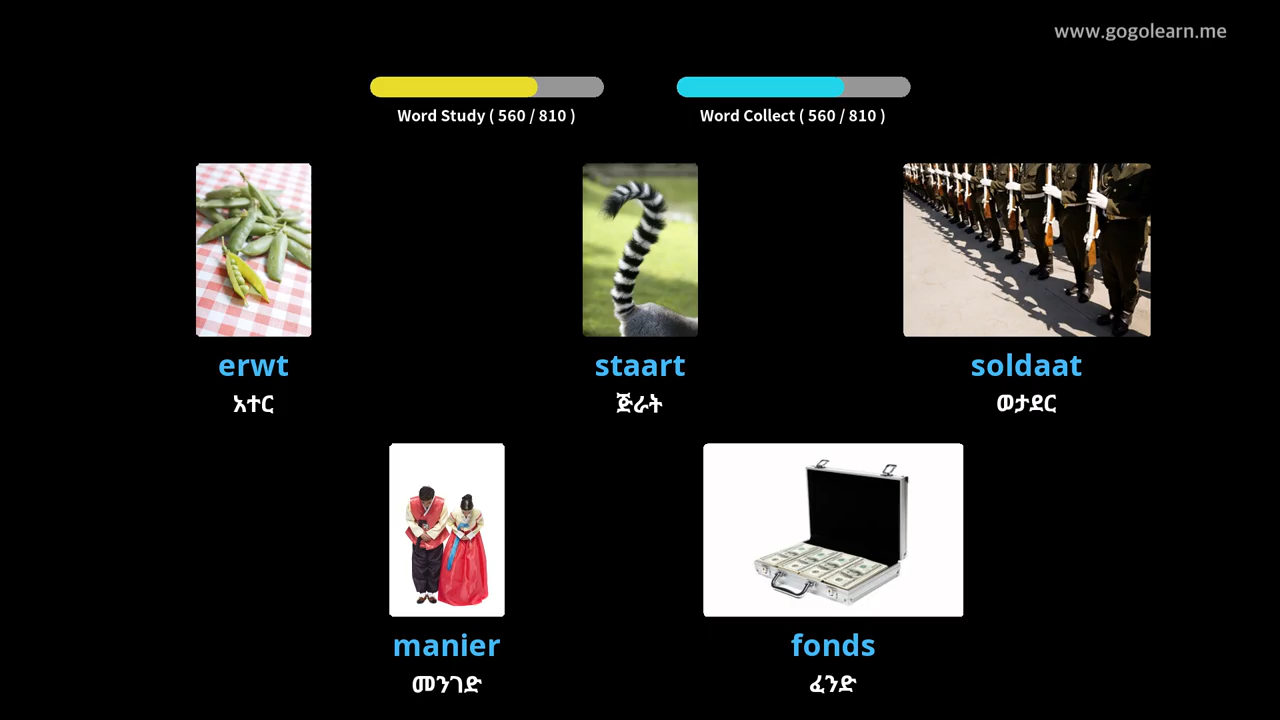 www.gogolearn.me
Word Study ( 560 / 810 )
Word Collect ( 560 / 810 )
erwt
አተር
staart
ጅራት
soldaat
ወታደር
manier
መንገድ
fonds
ፈንድ